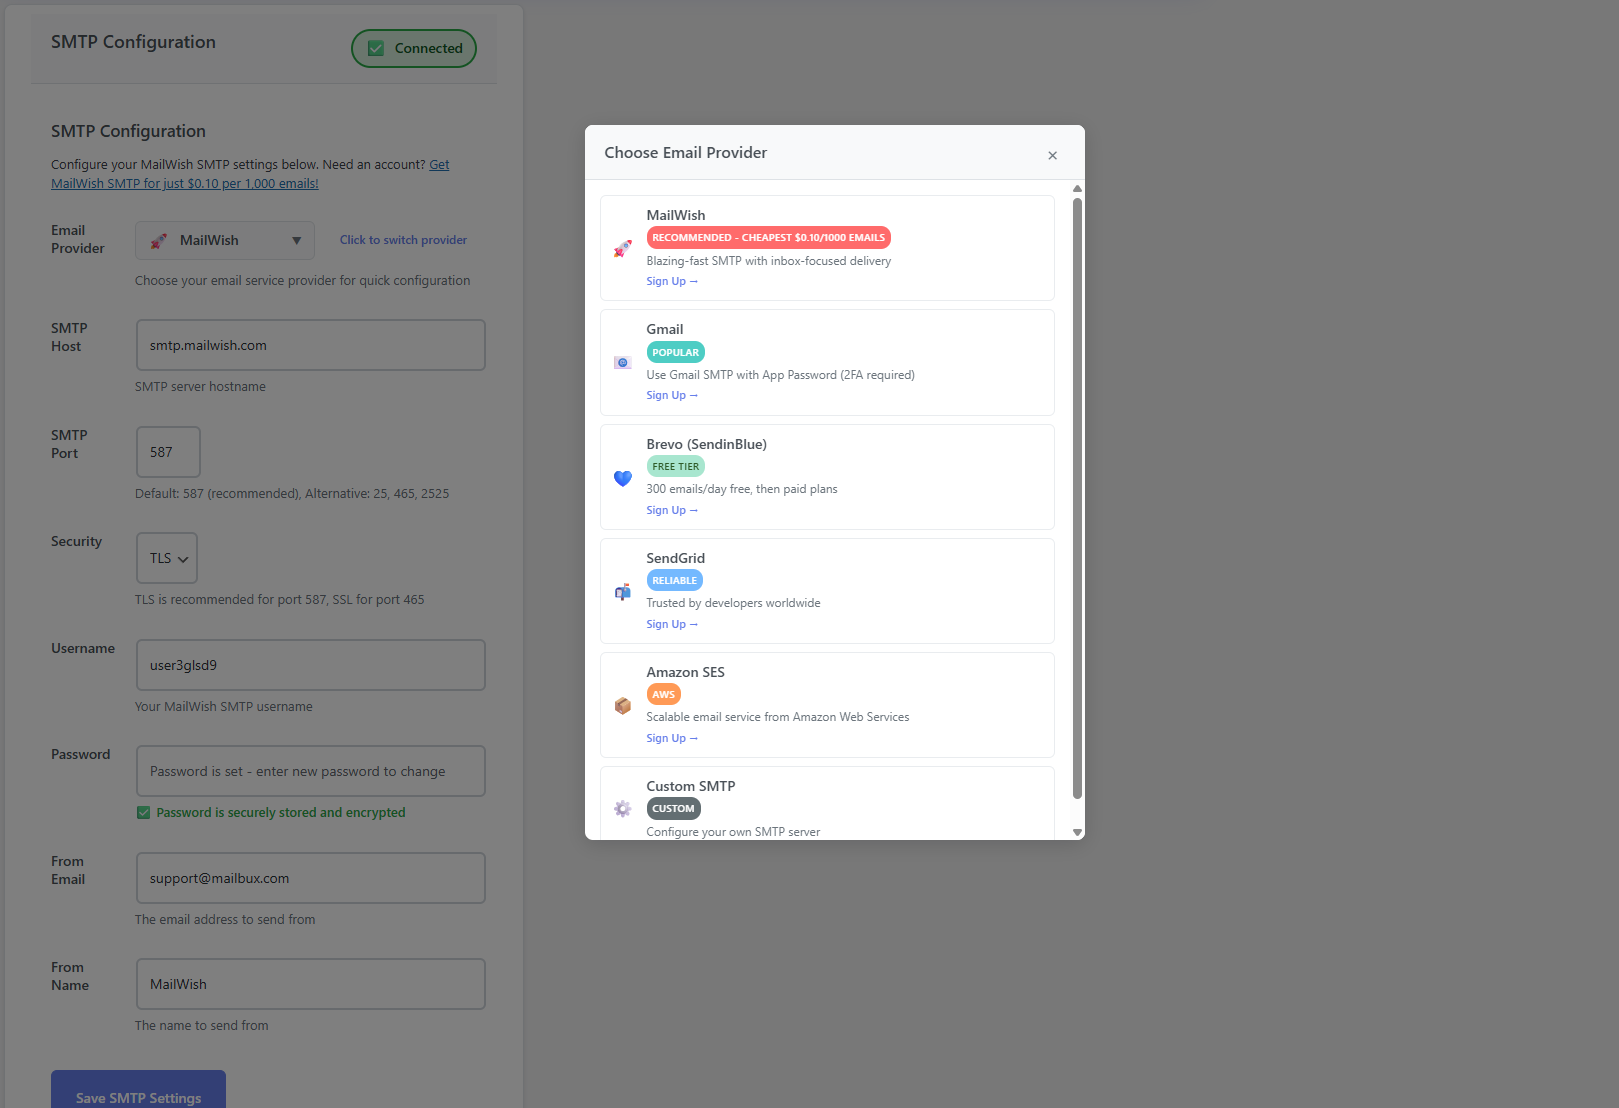 SMTP Configuration
Connected
SMTP Configuration
Configure your MailWish SMTP settings below. Need an account? Get
MailWish SMTP for just $0.10 per 1,000 emails!
Email
Provider
MailWish
Click to switch provider
Choose your email service provider for quick configuration
SMTP
Host
smtp.mailwish.com
SMTP server hostname
SMTP
Port
587
Default: 587 (recommended), Alternative: 25, 465, 2525
Security
TLS
TLS is recommended for port 587, SSL for port 465
Username
user3glsd9
Your MailWish SMTP username
Password
Password is set - enter new password to change
Password is securely stored and encrypted
From
Email
support@mailbux.com
The email address to send from
From
Name
MailWish
The name to send from
Save SMTP Settings
Choose Email Provider
×
MailWish
RECOMMENDED - CHEAPEST $0.10/1000 EMAILS
Blazing-fast SMTP with inbox-focused delivery
Sign Up →
Gmail
POPULAR
Use Gmail SMTP with App Password (2FA required)
Sign Up →
Brevo (SendinBlue)
FREE TIER
300 emails/day free, then paid plans
Sign Up →
SendGrid
RELIABLE
Trusted by developers worldwide
Sign Up →
Amazon SES
AWS
Scalable email service from Amazon Web Services
Sign Up →
Custom SMTP
CUSTOM
Configure your own SMTP server